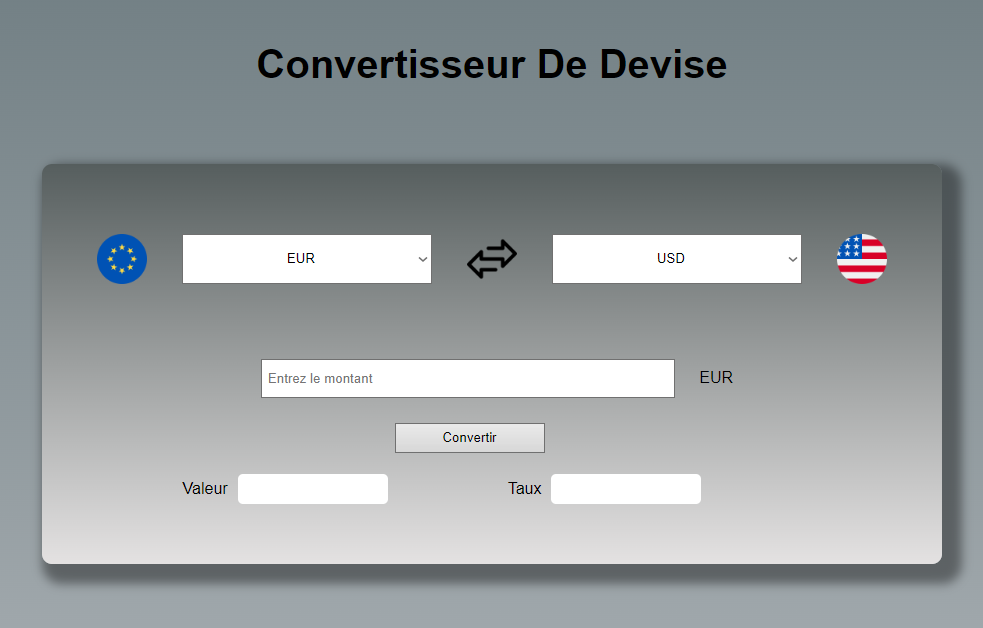 Convertisseur De Devise
EUR
USD
Entrez le montant
EUR
Convertir
Valeur
Taux